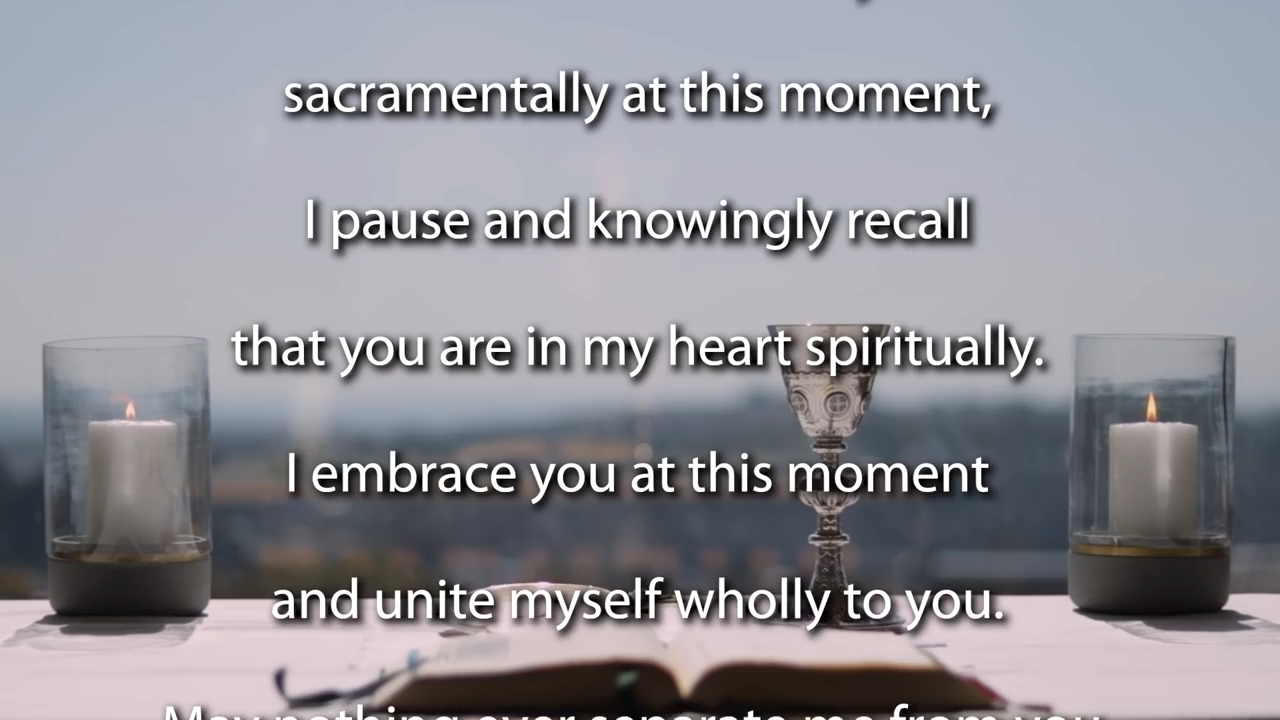 sacramentally at this moment,
I pause and knowingly recall
that you are in my heart spiritually.
I embrace you at this moment
and unite myself wholly to you.
May nothing ever separate me from you